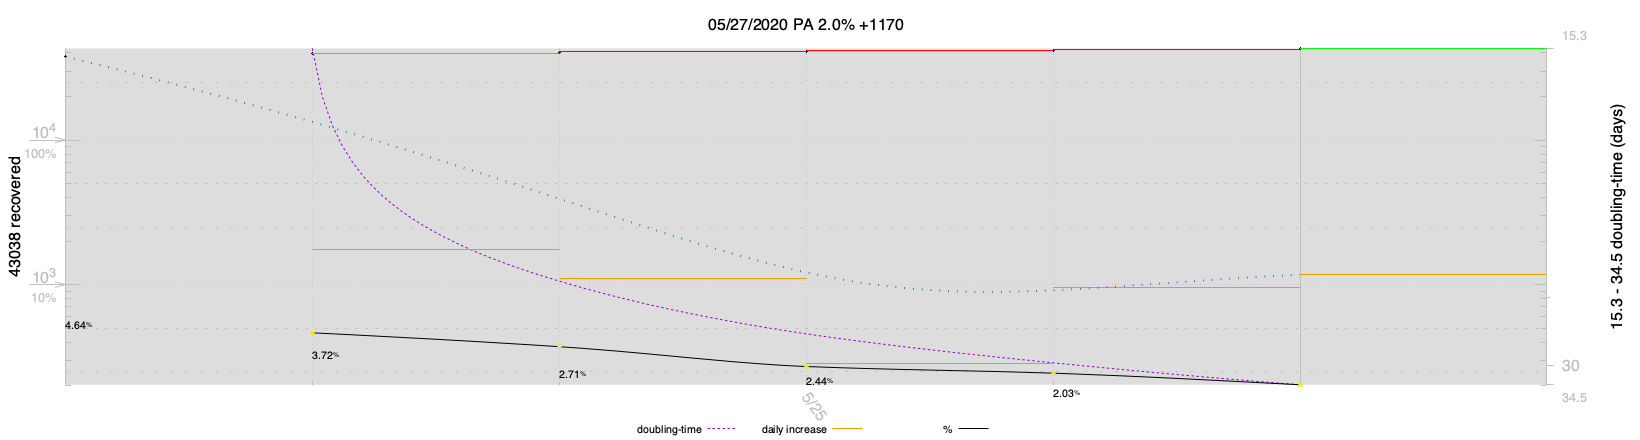 05/27/2020 PA 2.0% +1170
15.3
10⁴
100%
43038 recovered
15.3 - 34.5 doubling-time (days)
10³
10%
4.64%
3.72%
2.71%
2.44%
2.03%
30
34.5
5/25
doubling-time
daily increase
%